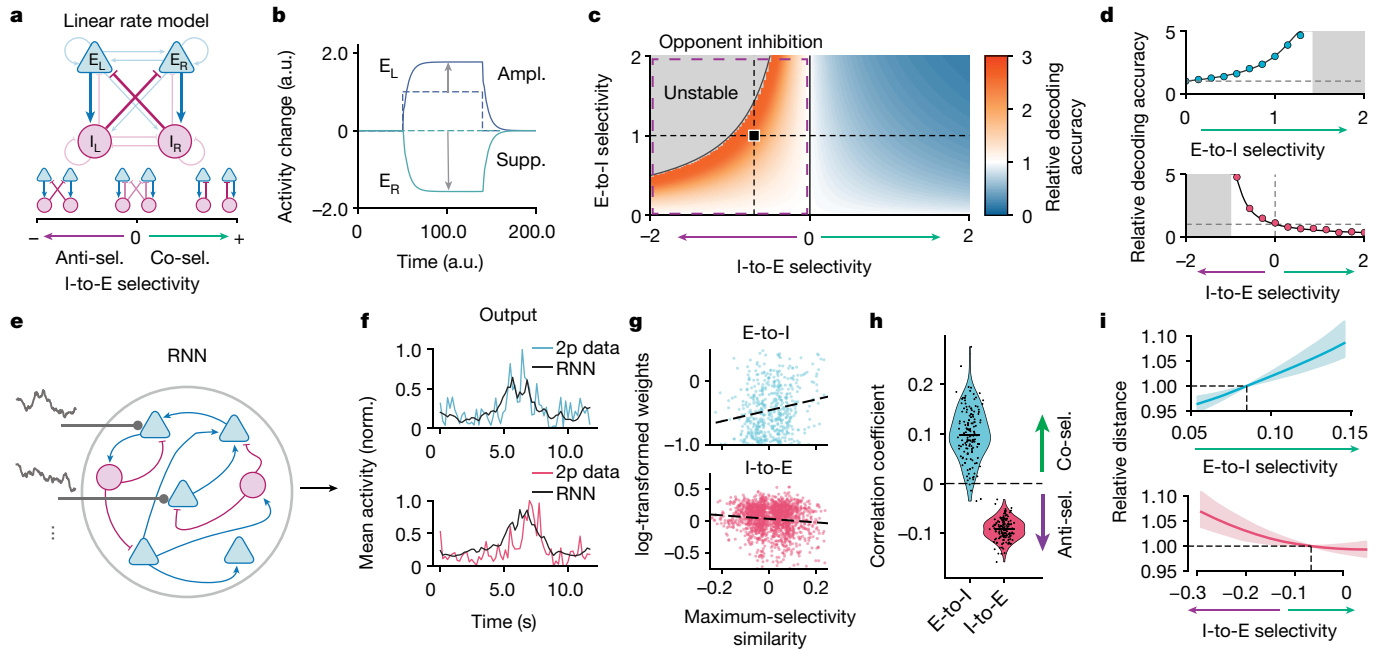 a
Linear rate model
E_L
E_R
I_L
I_R
− 0 +
Anti-sel. Co-sel.
I-to-E selectivity
b
Activity change (a.u.)
2.0
0
−2.0
E_L
Ampl.
E_R
Supp.
0 100.0 200.0
Time (a.u.)
c
Opponent inhibition
Unstable
E-to-I selectivity
2
1
0
−2 0 2
I-to-E selectivity
3
2
1
0
Relative decoding
accuracy
d
Relative decoding accuracy
5
0
0 1 2
E-to-I selectivity
5
0
−2 0 2
I-to-E selectivity
e
RNN
...
f
Output
Mean activity (norm.)
1.0
0.5
0
2p data
RNN
0 5.0 10.0
1.0
0.5
0
2p data
RNN
0 5.0 10.0
Time (s)
g
E-to-I
log-transformed weights
0
−1.0
I-to-E
0.5
0
−0.5
−0.2 0 0.2
Maximum-selectivity
similarity
h
Correlation coefficient
0.2
0.1
0
−0.1
Co-sel.
Anti-sel.
E-to-I
I-to-E
i
Relative distance
1.10
1.05
1.00
0.95
0.05 0.10 0.15
E-to-I selectivity
1.10
1.05
1.00
0.95
−0.3 −0.2 −0.1 0
I-to-E selectivity